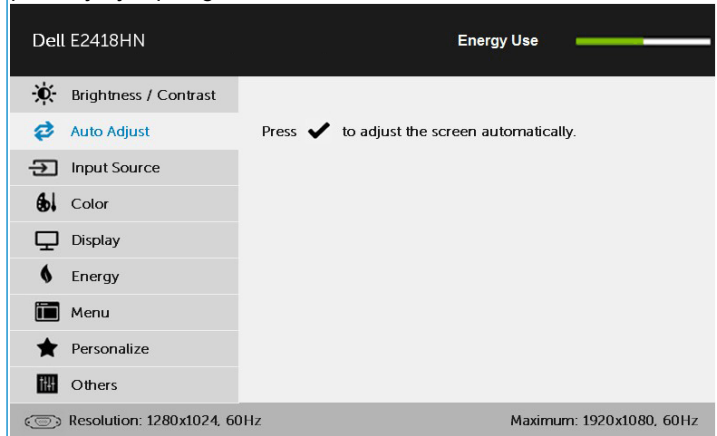 Dell E2418HN
Energy Use
Brightness / Contrast
Auto Adjust
Press ✔ to adjust the screen automatically.
Input Source
Color
Display
Energy
Menu
Personalize
Others
Resolution: 1280x1024, 60Hz
Maximum: 1920x1080, 60Hz